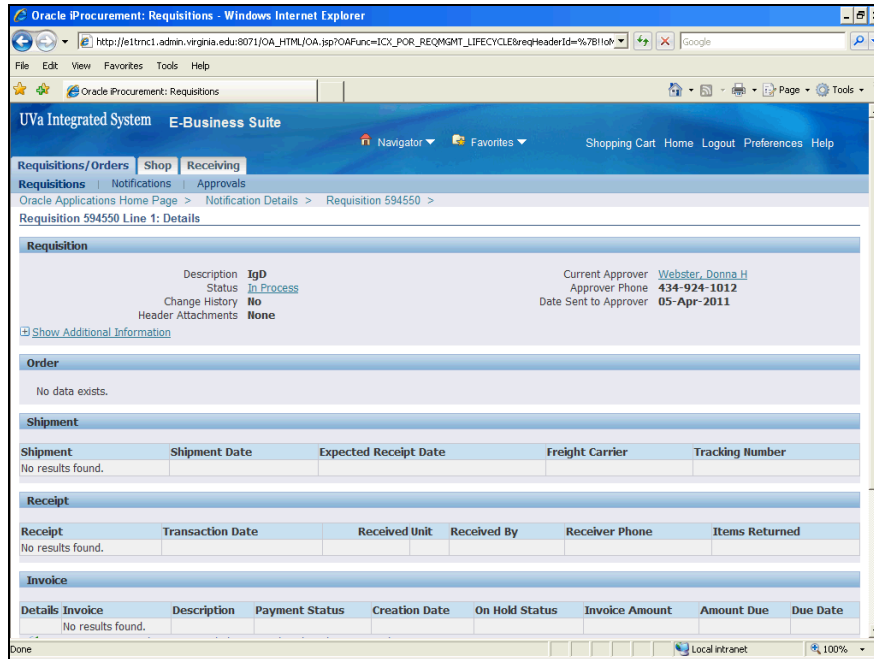 Oracle iProcurement: Requisitions - Windows Internet Explorer
http://e1trnc1.admin.virginia.edu:8071/OA_HTML/OA.jsp?OAFunc=ICX_POR_REQMGMT_LIFECYCLE&reqHeaderId=%7B!!
Google
File Edit View Favorites Tools Help
Oracle iProcurement: Requisitions
Page Tools
UVa Integrated System E-Business Suite
Navigator Favorites Shopping Cart Home Logout Preferences Help
Requisitions/Orders Shop Receiving
Requisitions | Notifications | Approvals
Oracle Applications Home Page > Notification Details > Requisition 594550 >
Requisition 594550 Line 1: Details
Requisition
Description IgD Current Approver Webster, Donna H
Status In Process Approver Phone 434-924-1012
Change History No Date Sent to Approver 05-Apr-2011
Header Attachments None
Show Additional Information
Order
No data exists.
Shipment
Shipment Shipment Date Expected Receipt Date Freight Carrier Tracking Number
No results found.
Receipt
Receipt Transaction Date Received Unit Received By Receiver Phone Items Returned
No results found.
Invoice
Details Invoice Description Payment Status Creation Date On Hold Status Invoice Amount Amount Due Due Date
No results found.
Done Local intranet 100%